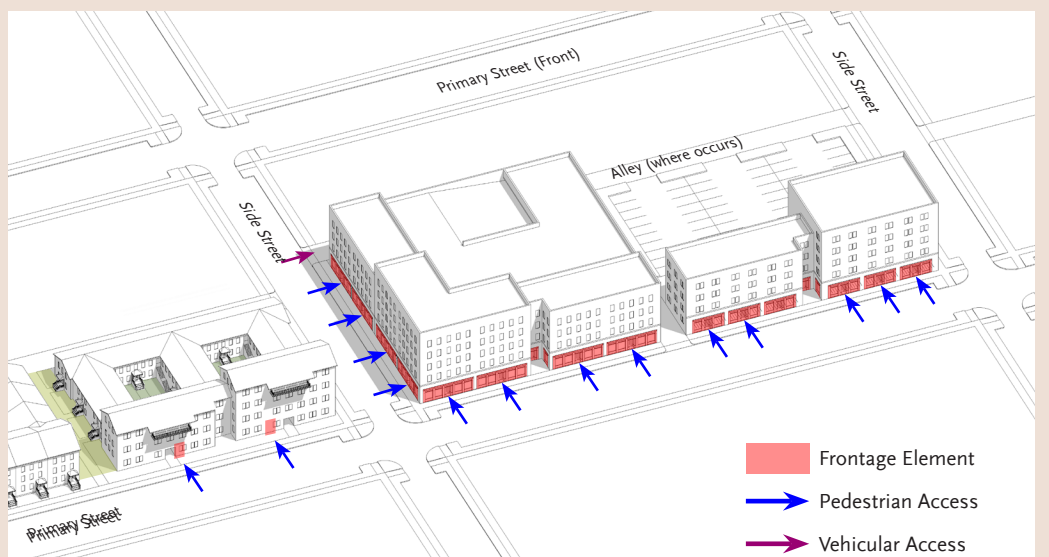 Primary Street (Front)
Side Street
Alley (where occurs)
Side Street
Primary Street
Primary Street
Frontage Element
Pedestrian Access
Vehicular Access